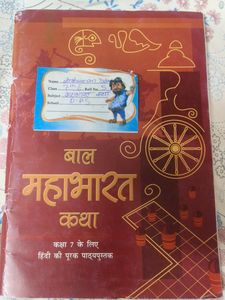 Name
Class
Roll No.
Subject
School D.A.V.
बाल
महाभारत
कथा
कक्षा 7 के लिए
हिंदी की पूरक पाठ्यपुस्तक